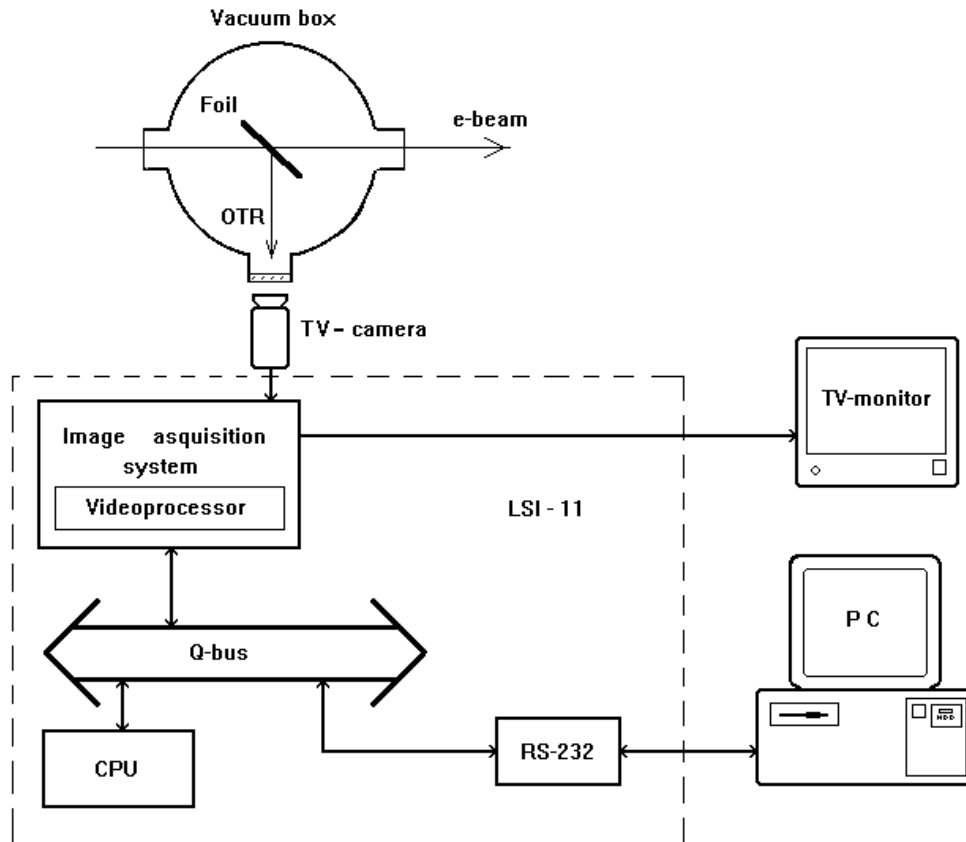 Vacuum box
Foil
e-beam
OTR
TV - camera
TV-monitor
Image asquisition
system
Videoprocessor
LSI - 11
Q-bus
P C
HDD
CPU
RS-232